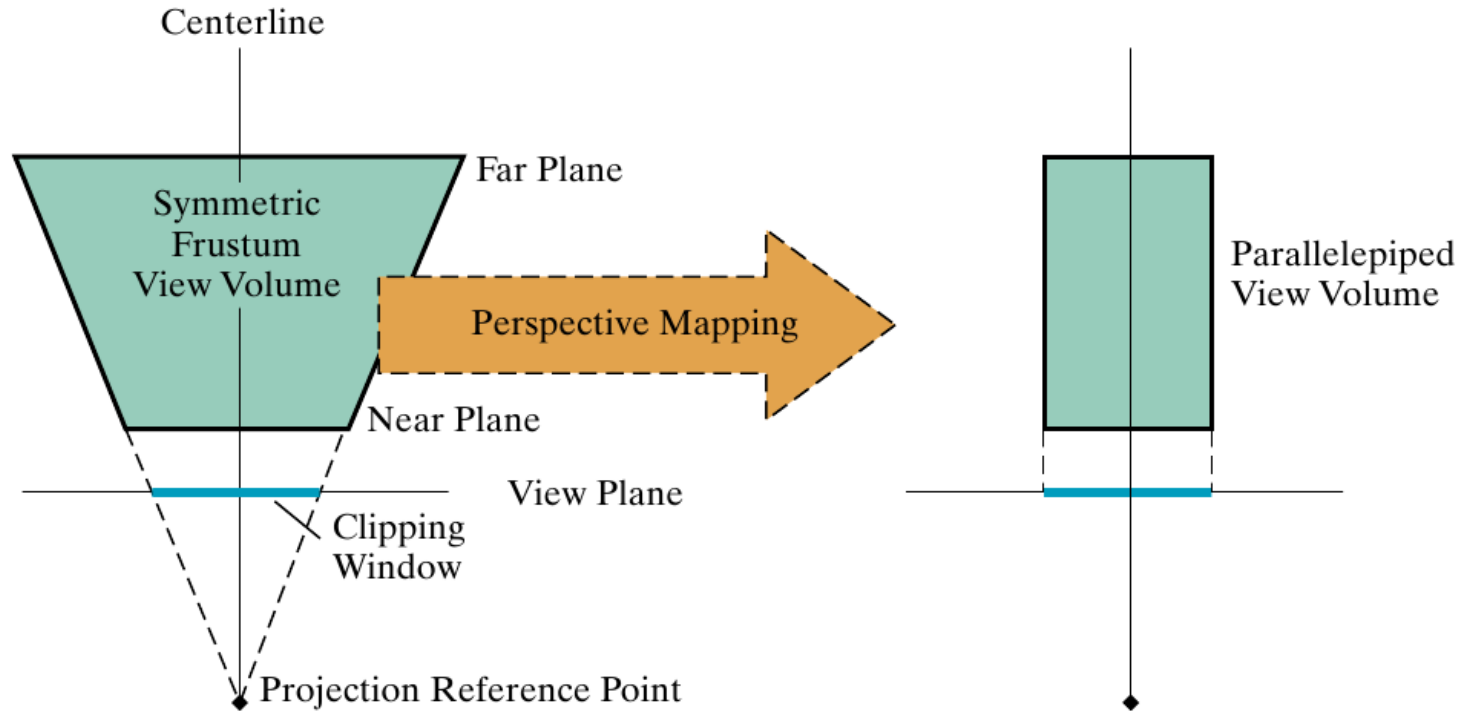 Centerline
Far Plane
Symmetric
Frustum
View Volume
Perspective Mapping
Parallelepiped
View Volume
Near Plane
View Plane
Clipping
Window
Projection Reference Point